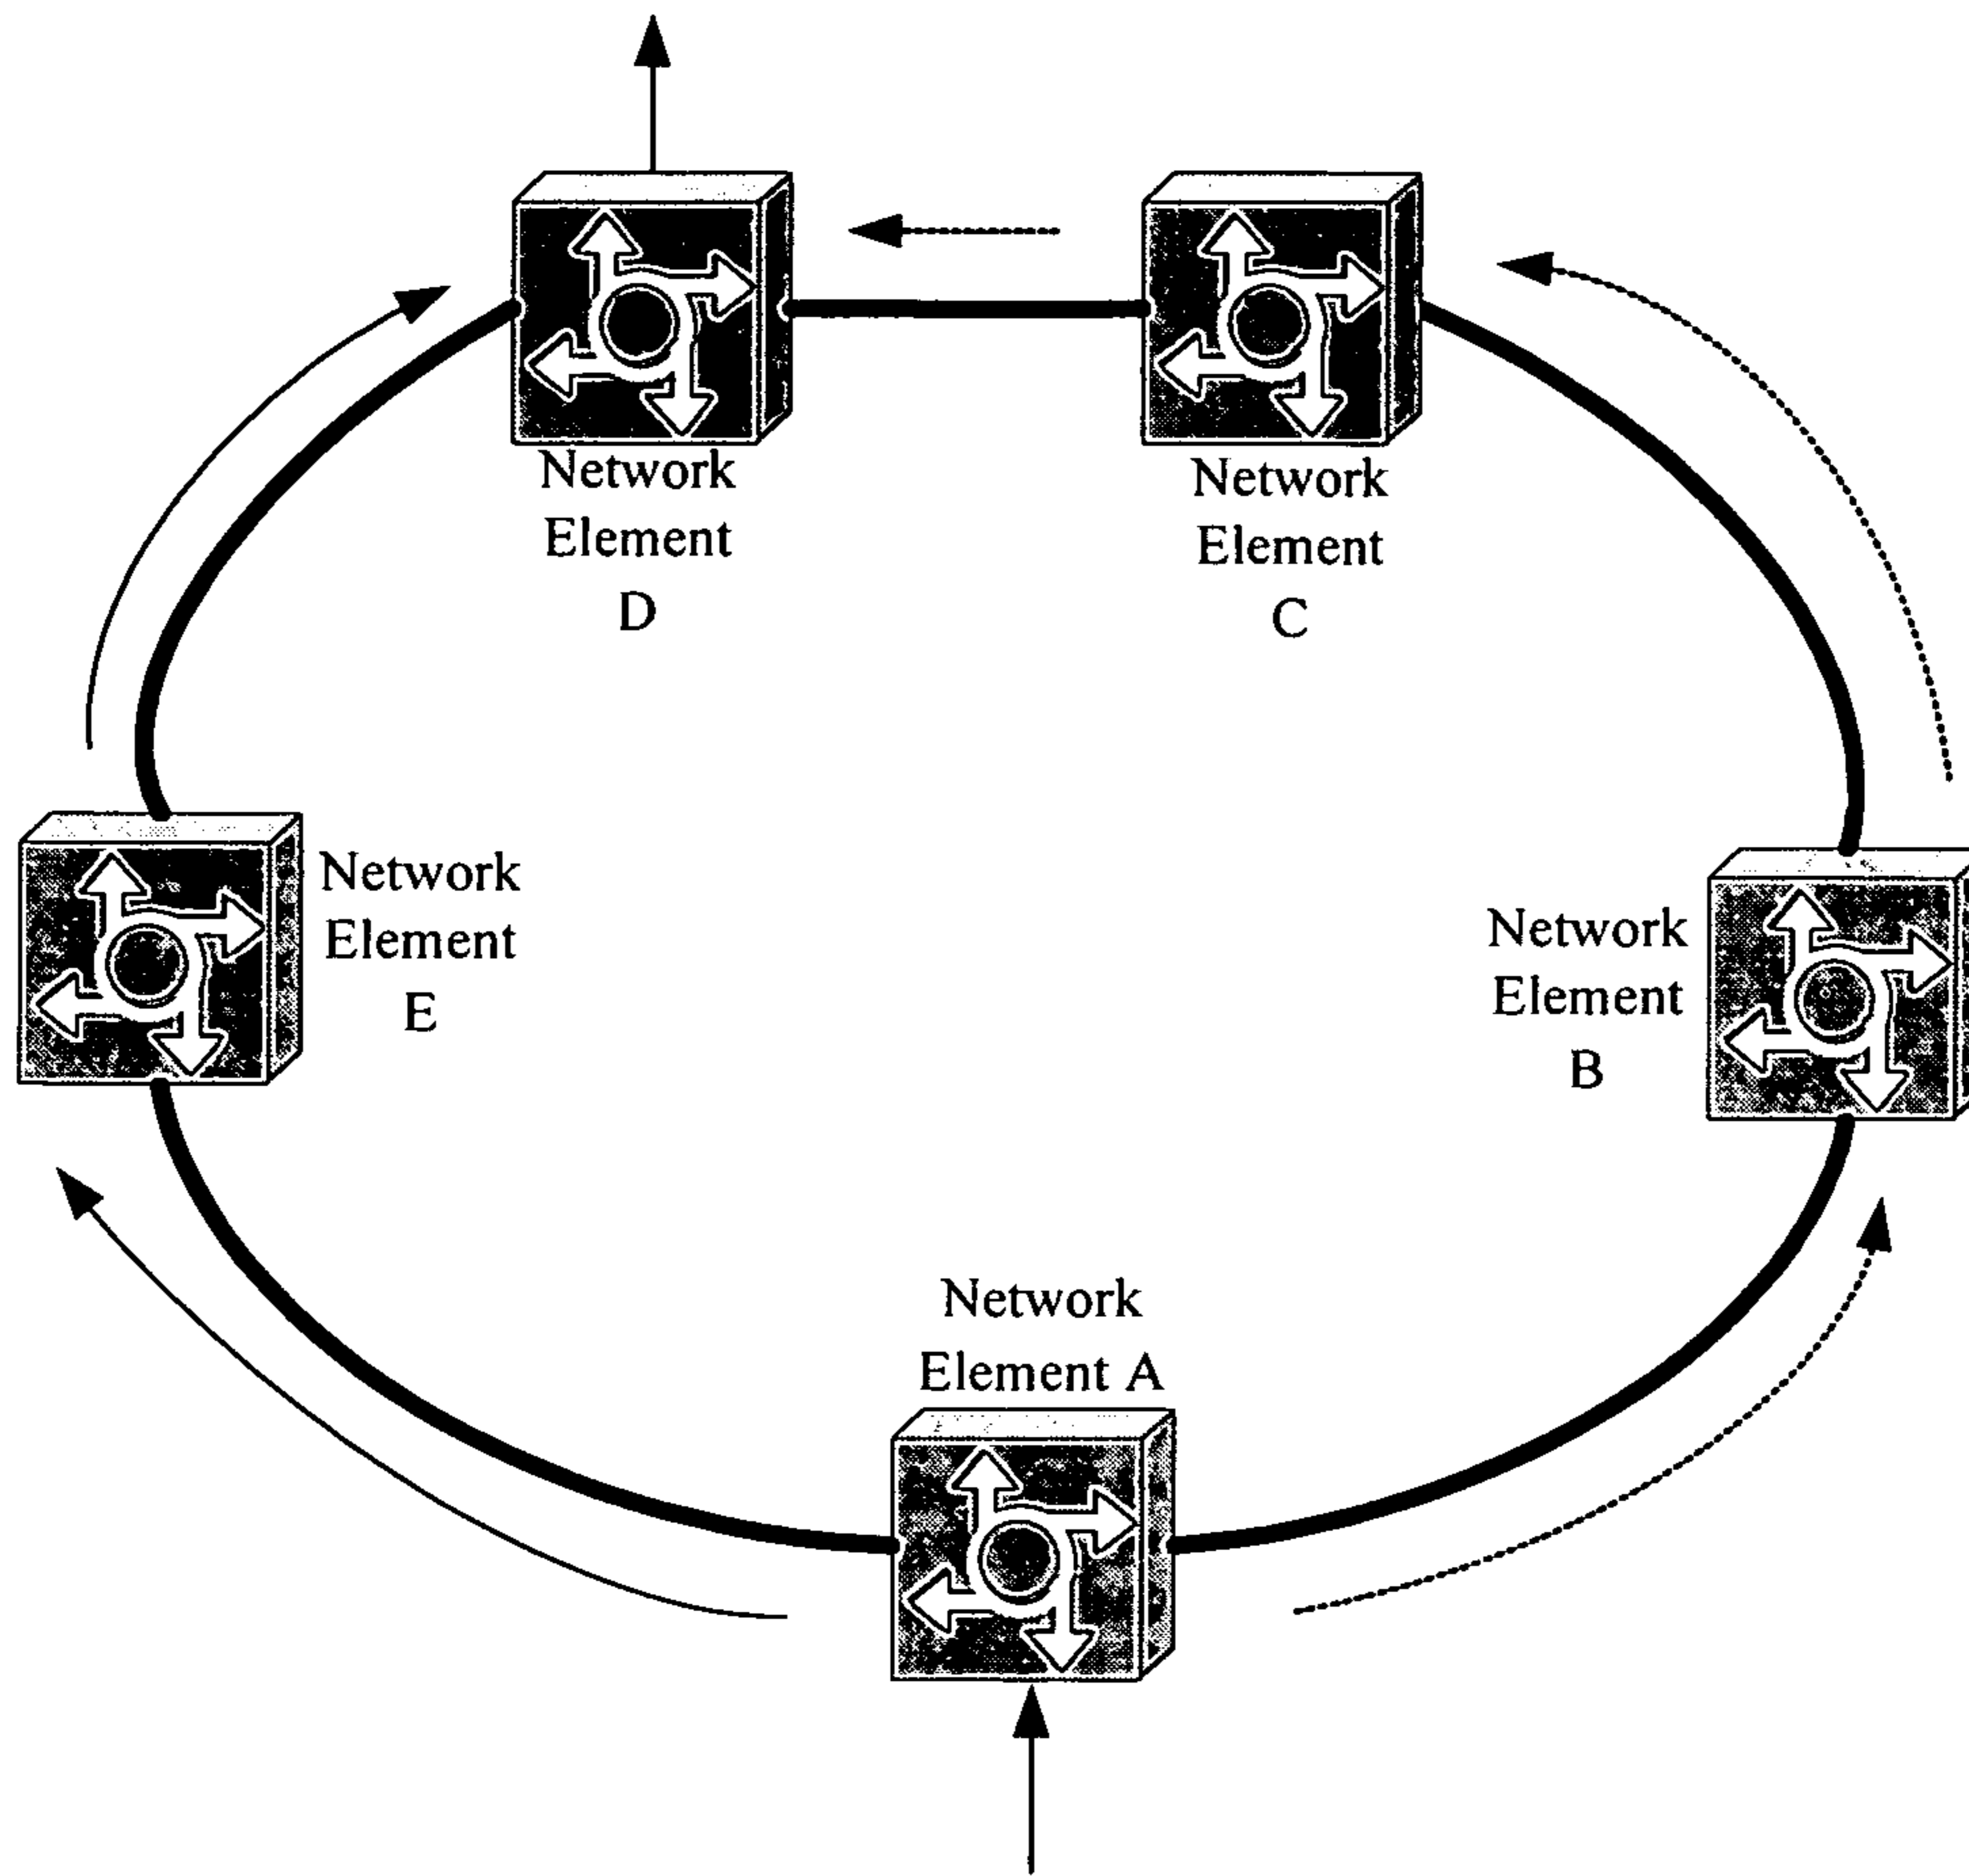 Network
Element
D
Network
Element
C
Network
Element
E
Network
Element
B
Network
Element A